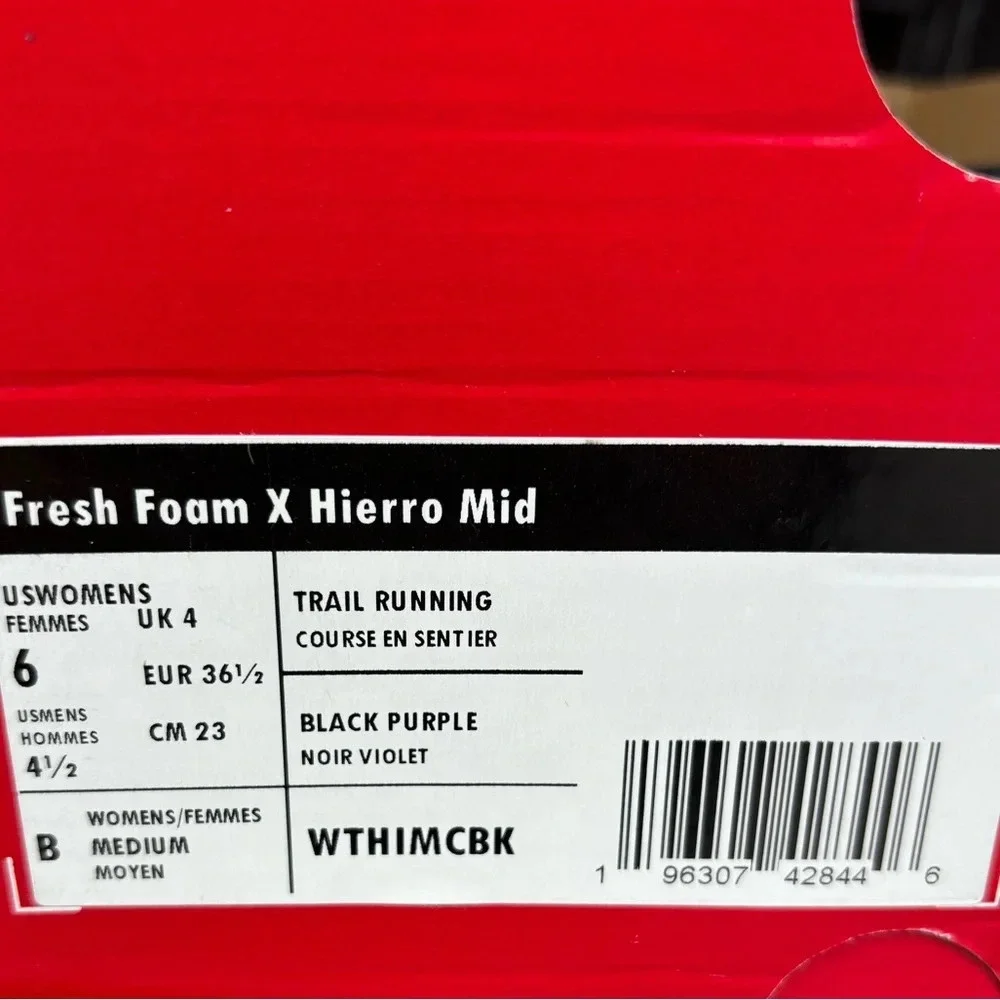 Fresh Foam X Hierro Mid
USWOMENS
FEMMES
UK 4
6
EUR 36½
USMENS
HOMMES
CM 23
4½
TRAIL RUNNING
COURSE EN SENTIER
BLACK PURPLE
NOIR VIOLET
B
WOMENS/FEMMES
MEDIUM
MOYEN
WTHIMCBK
1 96307 42844 6